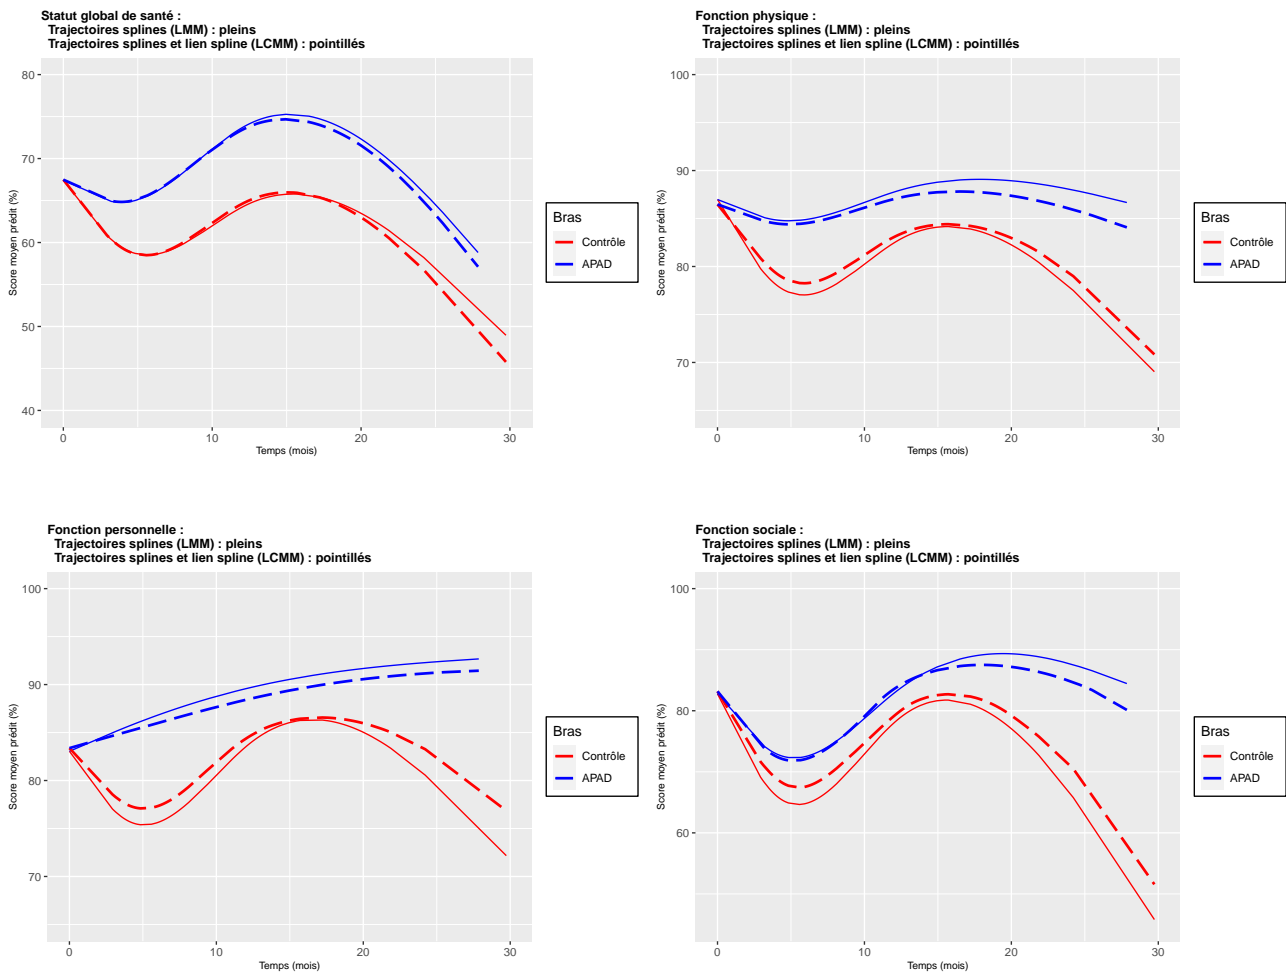 Statut global de santé :
Trajectoires splines (LMM) : pleins
Trajectoires splines et lien spline (LCMM) : pointillés
80
70
60
50
40
0
10
20
30
Score moyen prédit (%)
Temps (mois)
Bras
Contrôle
APAD
Fonction physique :
Trajectoires splines (LMM) : pleins
Trajectoires splines et lien spline (LCMM) : pointillés
100
90
80
70
0
10
20
30
Score moyen prédit (%)
Temps (mois)
Bras
Contrôle
APAD
Fonction personnelle :
Trajectoires splines (LMM) : pleins
Trajectoires splines et lien spline (LCMM) : pointillés
100
90
80
70
0
10
20
30
Score moyen prédit (%)
Temps (mois)
Bras
Contrôle
APAD
Fonction sociale :
Trajectoires splines (LMM) : pleins
Trajectoires splines et lien spline (LCMM) : pointillés
100
80
60
0
10
20
30
Score moyen prédit (%)
Temps (mois)
Bras
Contrôle
APAD